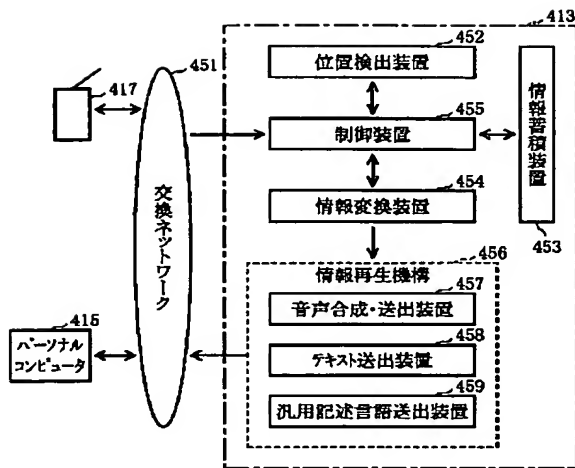 413
452
位置検出装置
451
417
455
制御装置
情報蓄積装置
453
454
情報変換装置
交換ネットワーク
456
情報再生機構
457
音声合成・送出装置
415
パーソナル
コンピュータ
458
テキスト送出装置
459
汎用記述言語送出装置